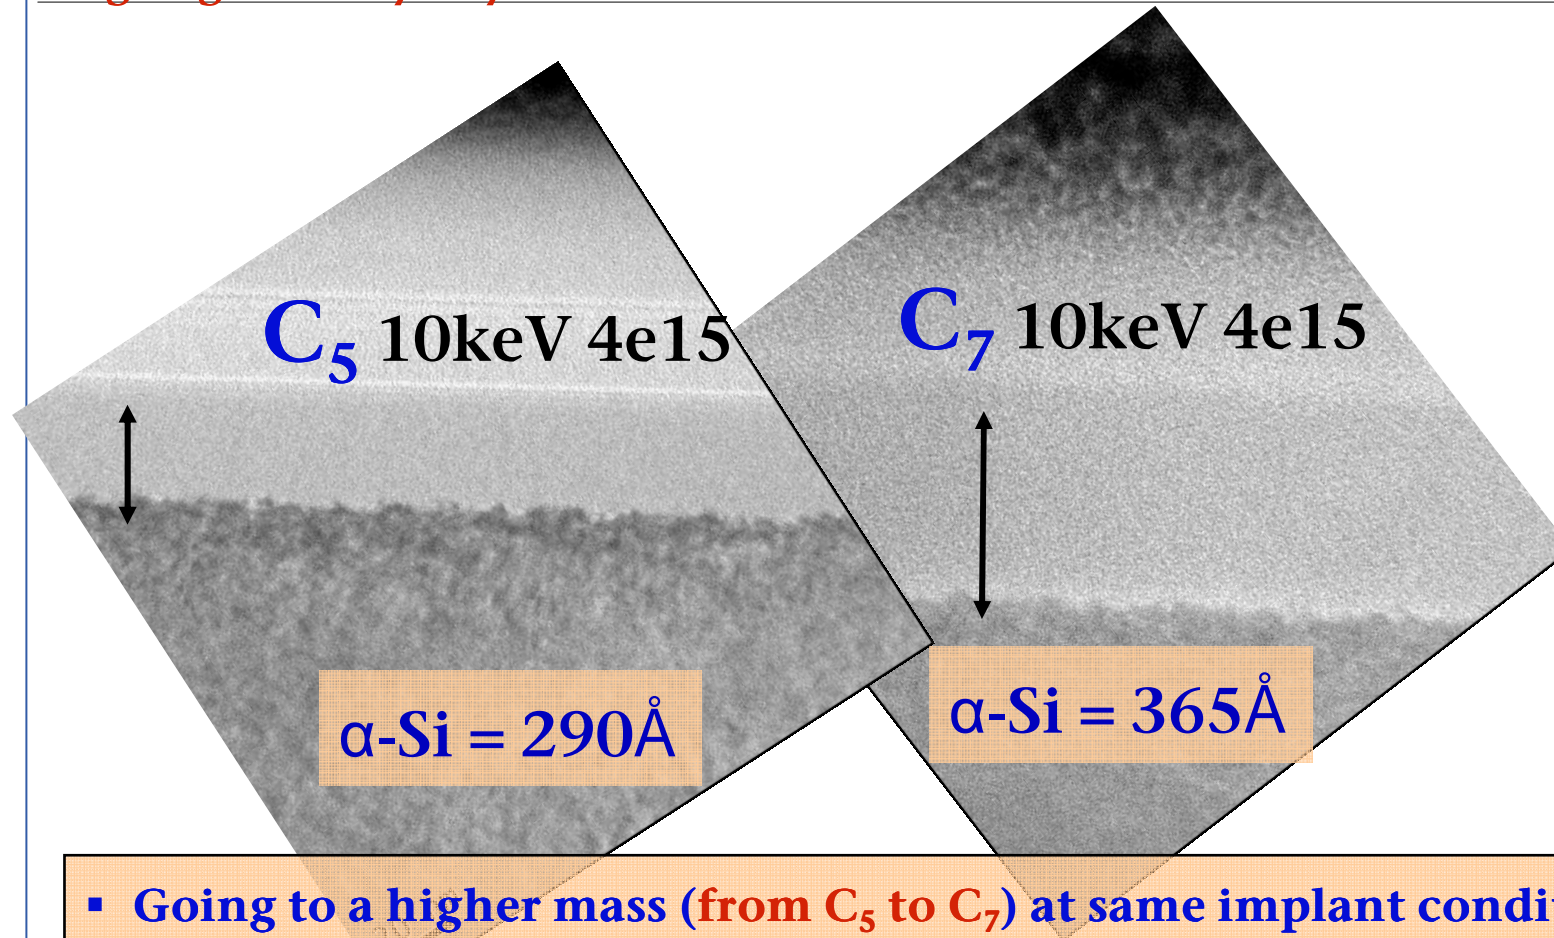 C₅ 10keV 4e15
C₇ 10keV 4e15
α-Si = 290Å
α-Si = 365Å
▪ Going to a higher mass (from C₅ to C₇) at same implant